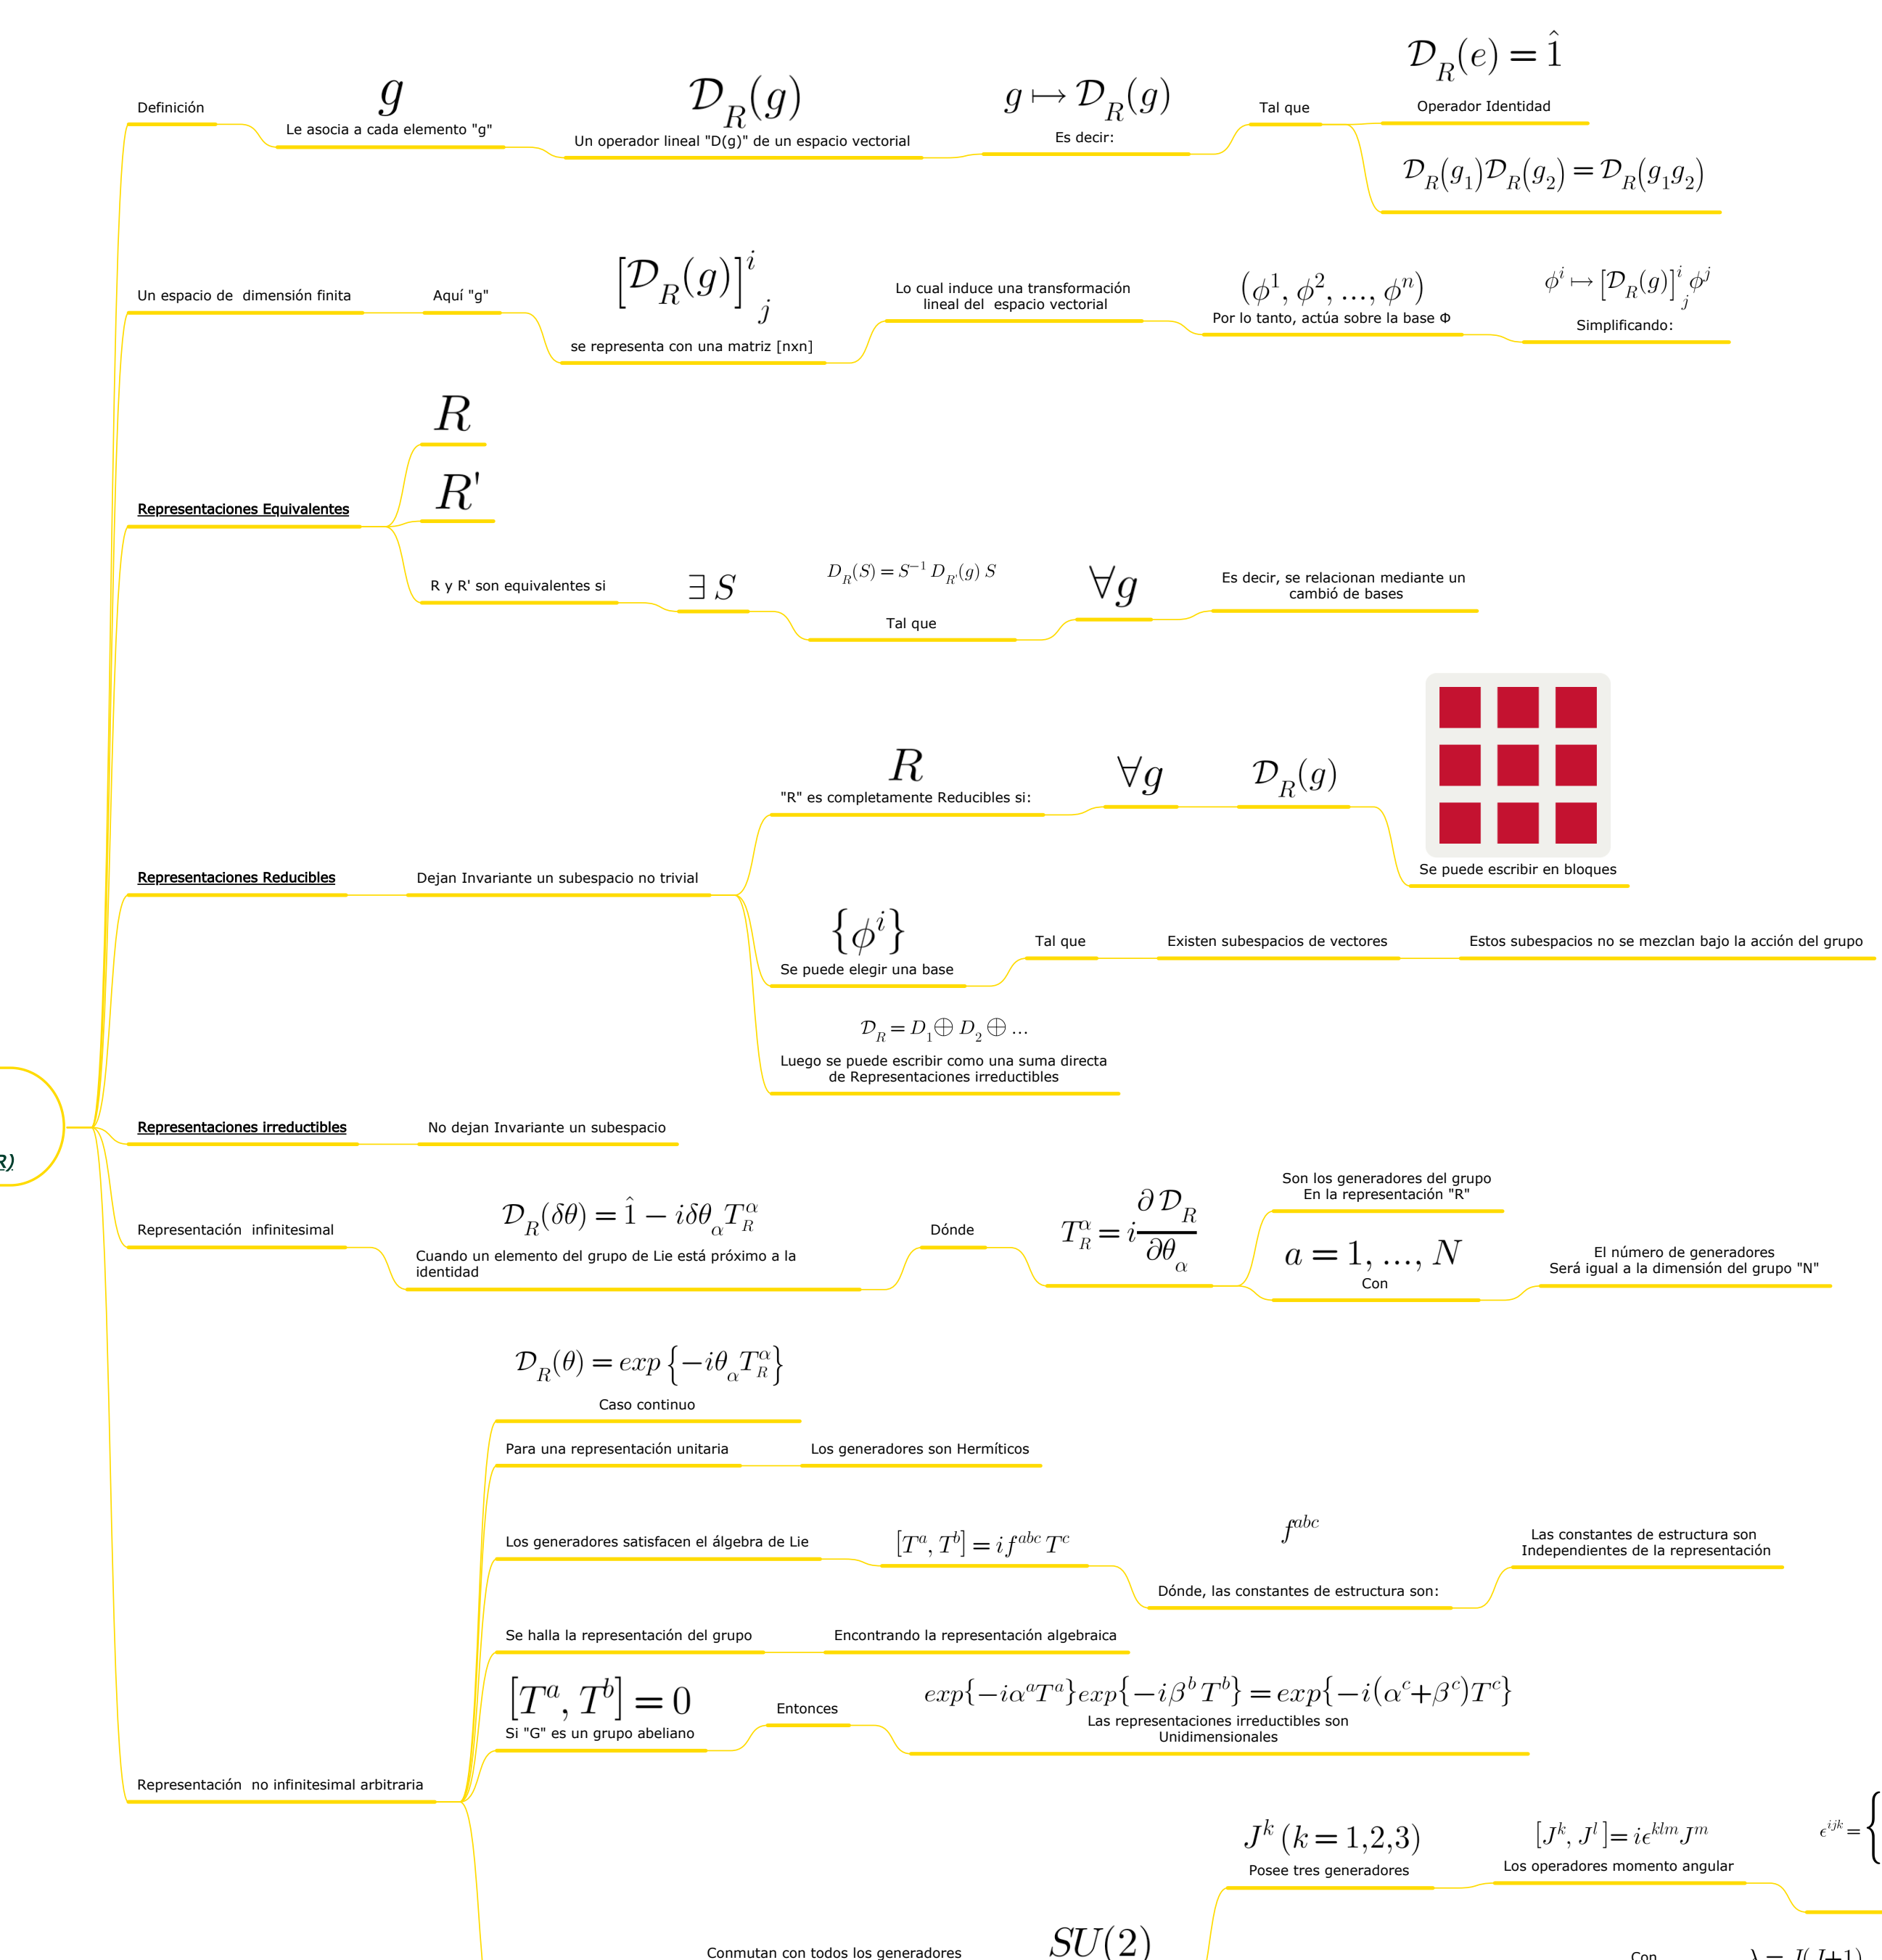 Definición
g
Le asocia a cada elemento "g"
𝒟_R(g)
Un operador lineal "D(g)" de un espacio vectorial
g ↦ 𝒟_R(g)
Es decir:
Tal que
𝒟_R(e) = 1̂
Operador Identidad
𝒟_R(g_1)𝒟_R(g_2) = 𝒟_R(g_1g_2)
Un espacio de dimensión finita
Aquí "g"
[𝒟_R(g)]^i_j
se representa con una matriz [nxn]
Lo cual induce una transformación
lineal del espacio vectorial
(ϕ^1, ϕ^2, ..., ϕ^n)
Por lo tanto, actúa sobre la base Φ
ϕ^i ↦ [𝒟_R(g)]^i_j ϕ^j
Simplificando:
Representaciones Equivalentes
R
R'
R y R' son equivalentes si
∃ S
D_R(S) = S^{-1} D_{R'}(g) S
Tal que
∀g
Es decir, se relacionan mediante un
cambió de bases
Representaciones Reducibles
Dejan Invariante un subespacio no trivial
R
"R" es completamente Reducibles si:
∀g
𝒟_R(g)
Se puede escribir en bloques
{ϕ^i}
Se puede elegir una base
Tal que
Existen subespacios de vectores
Estos subespacios no se mezclan bajo la acción del grupo
𝒟_R = D_1 ⊕ D_2 ⊕ ...
Luego se puede escribir como una suma directa
de Representaciones irreductibles
R)
Representaciones irreductibles
No dejan Invariante un subespacio
Representación infinitesimal
𝒟_R(δθ) = 1̂ − iδθ_α T_R^α
Cuando un elemento del grupo de Lie está próximo a la
identidad
Dónde
T_R^α = i ∂𝒟_R/∂θ_α
Son los generadores del grupo
En la representación "R"
a = 1, ..., N
Con
El número de generadores
Será igual a la dimensión del grupo "N"
Representación no infinitesimal arbitraria
𝒟_R(θ) = exp {−iθ_α T_R^α}
Caso continuo
Para una representación unitaria
Los generadores son Hermíticos
Los generadores satisfacen el álgebra de Lie
[T^a, T^b] = i f^{abc} T^c
f^{abc}
Dónde, las constantes de estructura son:
Las constantes de estructura son
Independientes de la representación
Se halla la representación del grupo
Encontrando la representación algebraica
[T^a, T^b] = 0
Si "G" es un grupo abeliano
Entonces
exp{−iα^a T^a}exp{−iβ^b T^b} = exp{−i(α^c+β^c)T^c}
Las representaciones irreductibles son
Unidimensionales
J^k (k = 1,2,3)
Posee tres generadores
[J^k, J^l] = iϵ^{klm}J^m
Los operadores momento angular
ϵ^{ijk} = {
Conmutan con todos los generadores
SU(2)
Con
λ = J(J+1)